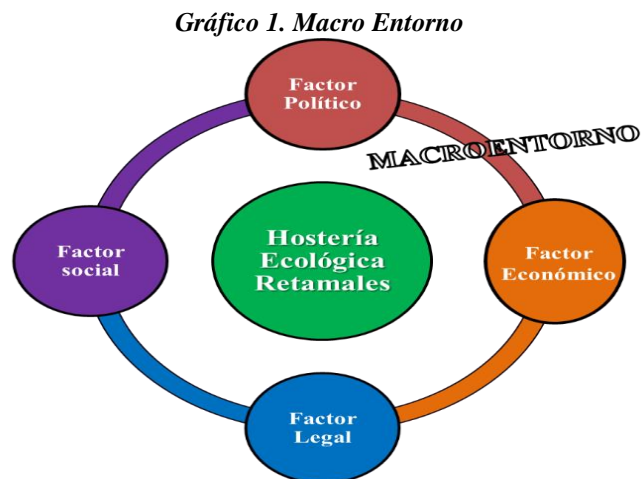 Gráfico 1. Macro Entorno
Factor
Político
MACROENTORNO
Factor
social
Hostería
Ecológica
Retamales
Factor
Económico
Factor
Legal